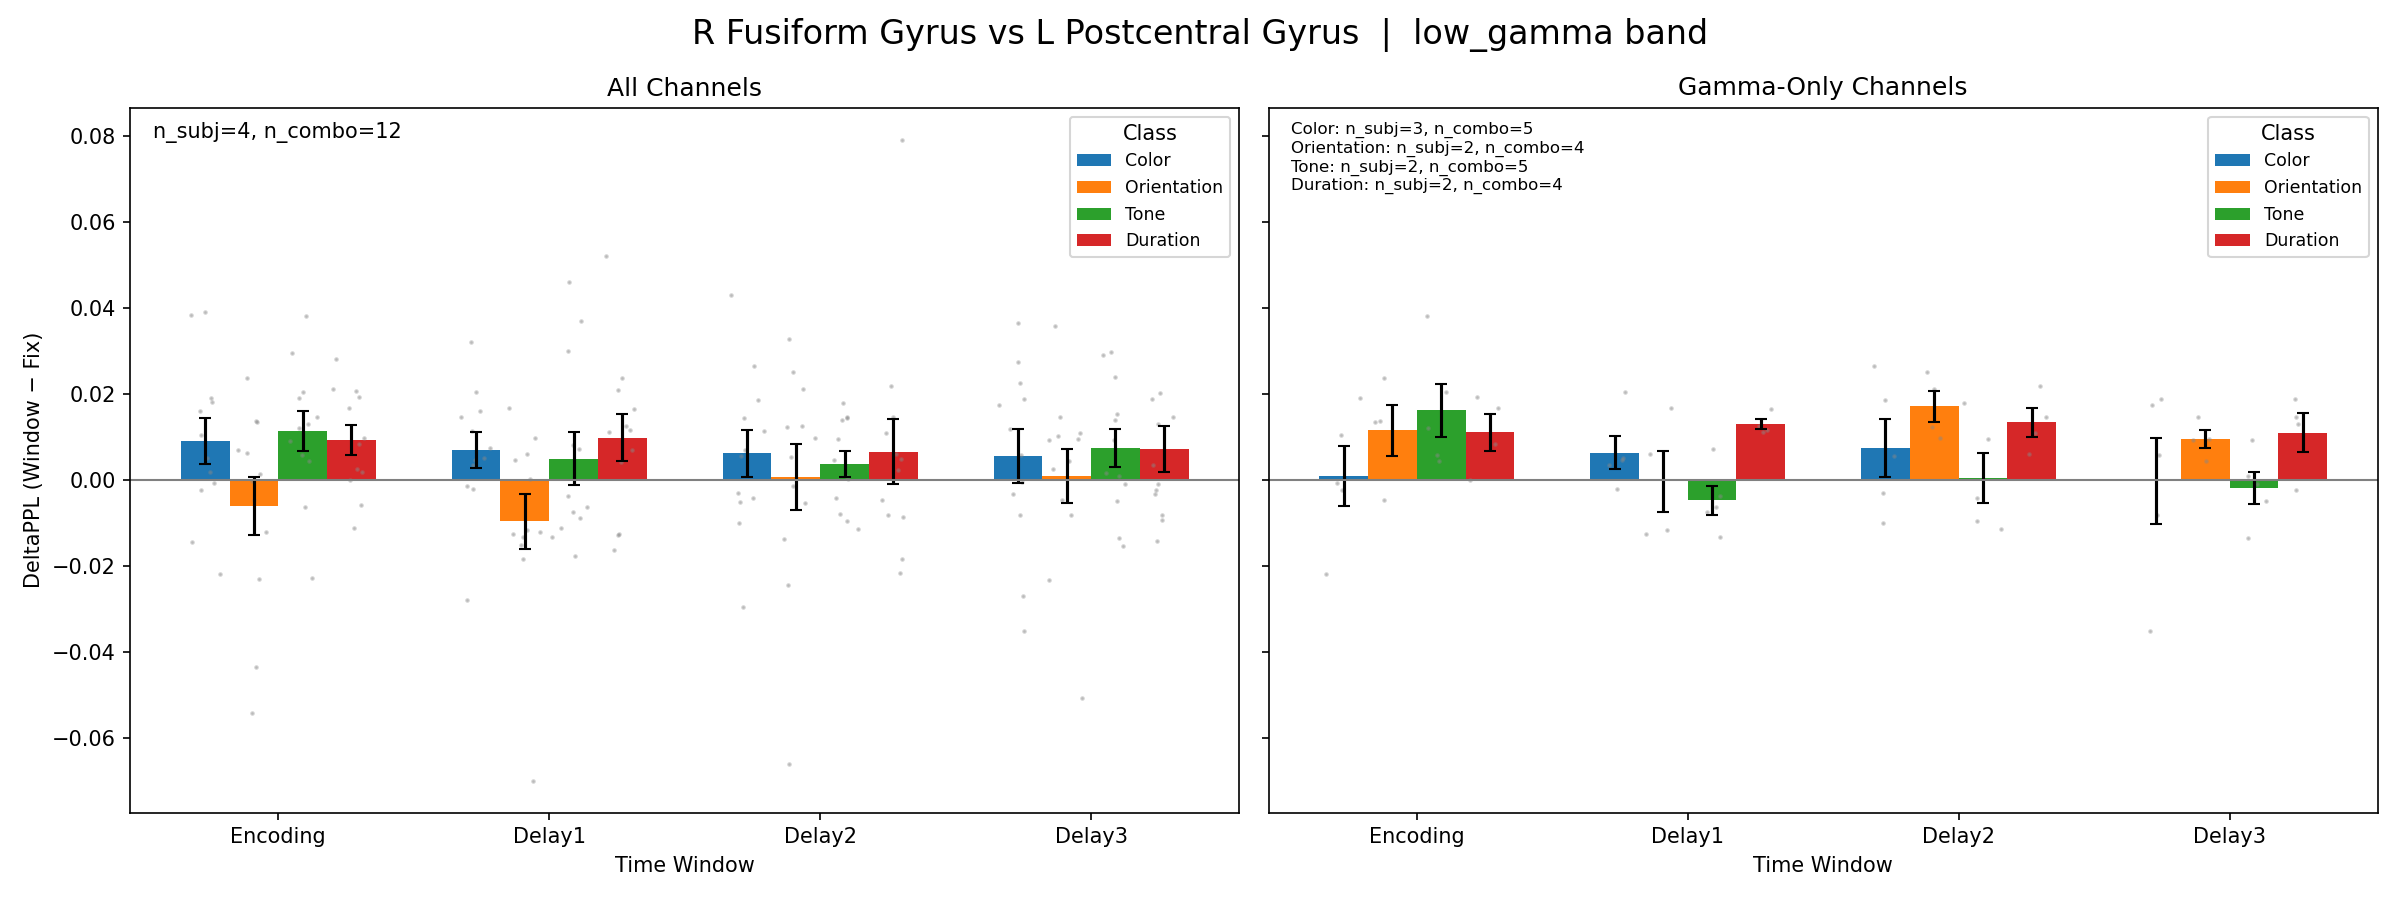 R Fusiform Gyrus vs L Postcentral Gyrus | low_gamma band
All Channels
n_subj=4, n_combo=12
Class
Color
Orientation
Tone
Duration
DeltaPPL (Window − Fix)
0.08
0.06
0.04
0.02
0.00
−0.02
−0.04
−0.06
Encoding
Delay1
Delay2
Delay3
Time Window
Gamma-Only Channels
Color: n_subj=3, n_combo=5
Orientation: n_subj=2, n_combo=4
Tone: n_subj=2, n_combo=5
Duration: n_subj=2, n_combo=4
Class
Color
Orientation
Tone
Duration
Encoding
Delay1
Delay2
Delay3
Time Window